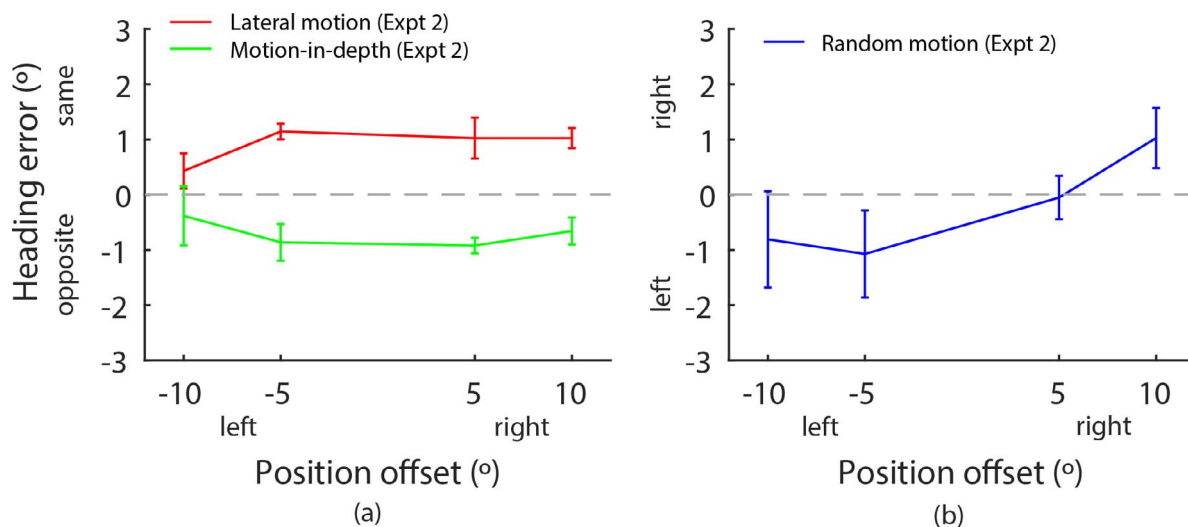 Lateral motion (Expt 2)
Motion-in-depth (Expt 2)
Heading error (º)
same
opposite
3
2
1
0
-1
-2
-3
-10
-5
5
10
left
right
Position offset (º)
(a)
Random motion (Expt 2)
right
left
3
2
1
0
-1
-2
-3
-10
-5
5
10
left
right
Position offset (º)
(b)